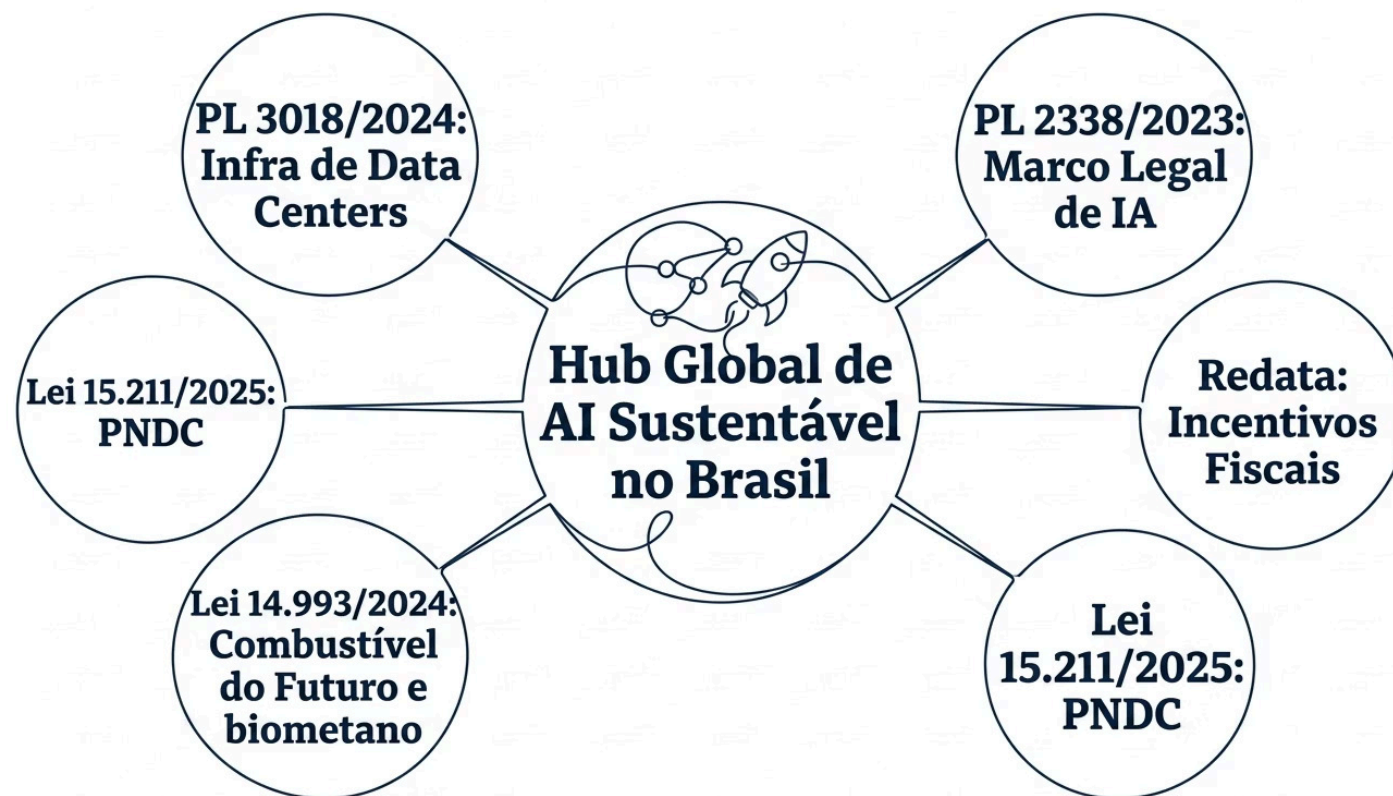 PL 3018/2024:
Infra de Data
Centers
PL 2338/2023:
Marco Legal
de IA
Lei 15.211/2025:
PNDC
Hub Global de
AI Sustentável
no Brasil
Redata:
Incentivos
Fiscais
Lei 14.993/2024:
Combustível
do Futuro e
biometano
Lei
15.211/2025:
PNDC